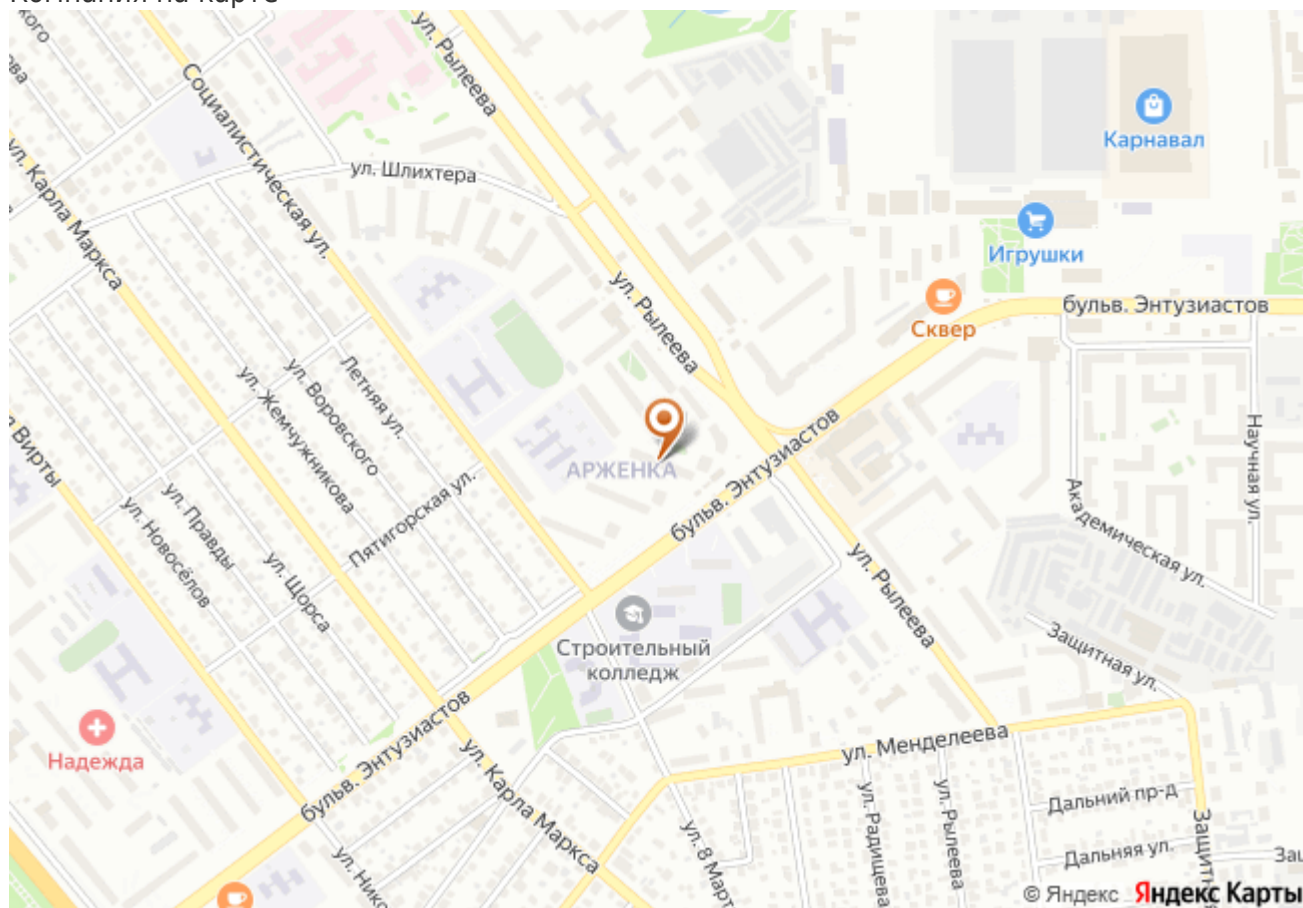 ул. Рылеева
Социалистическая ул.
Карнавал
ул. Шлихтера
ул. Карла Маркса
Игрушки
бульв. Энтузиастов
Сквер
ул. Рылеева
Летняя ул.
ул. Воровского
ул. Жемчужникова
Научная ул.
АРЖЕНКА
бульв. Энтузиастов
Пятигорская ул.
Академическая ул.
ул. Новосёлов
ул. Правды
ул. Щорса
ул. Рылеева
Строительный
колледж
Защитная ул.
Надежда
бульв. Энтузиастов
ул. Карла Маркса
ул. Менделеева
ул. Радищева
ул. Рылеева
Дальний пр-д
Дальняя ул.
© Яндекс Яндекс Карты